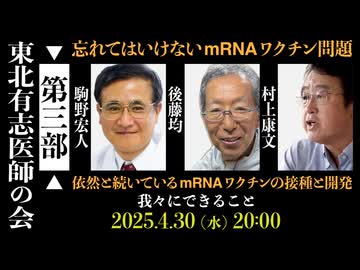 忘れてはいけないmRNAワクチン問題
東北有志医師の会
▼第三部▲
駒野宏人
後藤均
村上康文
依然と続いているmRNAワクチンの接種と開発
我々にできること
2025.4.30（水）20:00